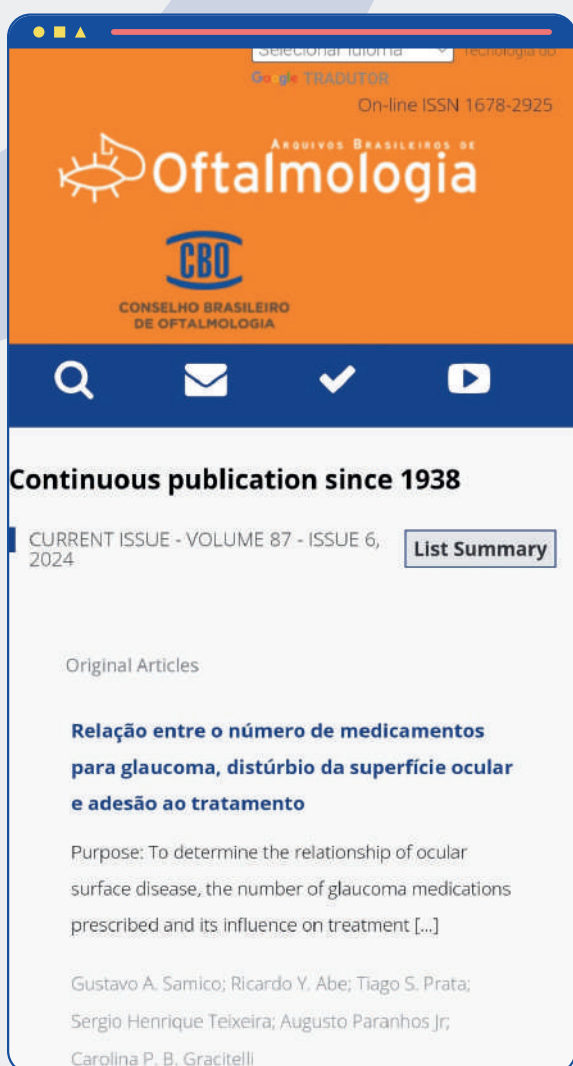 Selecionar idioma Tecnologia do
Google TRADUTOR
On-line ISSN 1678-2925
ARQUIVOS BRASILEIROS DE
Oftalmologia
CBO
CONSELHO BRASILEIRO
DE OFTALMOLOGIA
Continuous publication since 1938
CURRENT ISSUE - VOLUME 87 - ISSUE 6,
2024
List Summary
Original Articles
Relação entre o número de medicamentos
para glaucoma, distúrbio da superfície ocular
e adesão ao tratamento
Purpose: To determine the relationship of ocular
surface disease, the number of glaucoma medications
prescribed and its influence on treatment [...]
Gustavo A. Samico; Ricardo Y. Abe; Tiago S. Prata;
Sergio Henrique Teixeira; Augusto Paranhos Jr;
Carolina P. B. Gracitelli